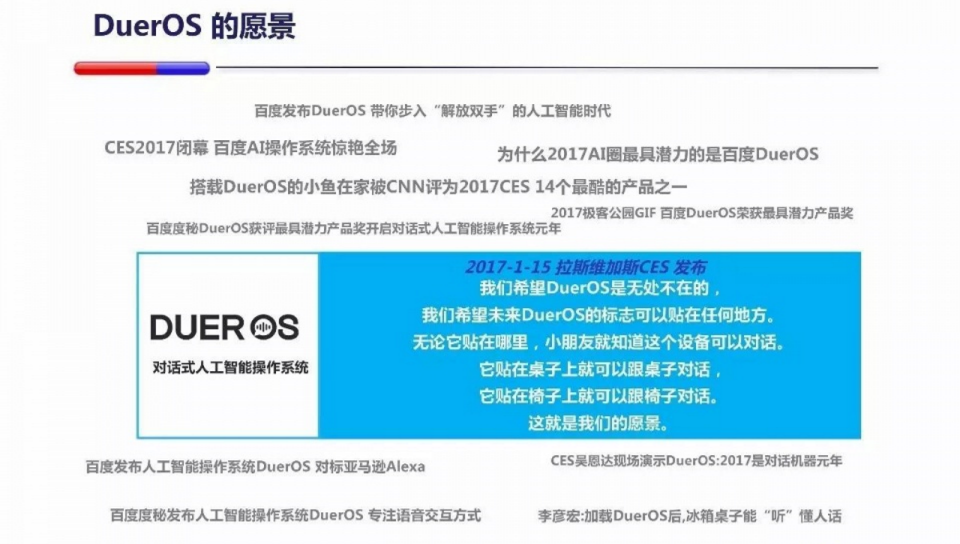 DuerOS 的愿景
百度发布DuerOS 带你步入“解放双手”的人工智能时代
CES2017闭幕 百度AI操作系统惊艳全场
为什么2017AI圈最具潜力的是百度DuerOS
搭载DuerOS的小鱼在家被CNN评为2017CES 14个最酷的产品之一
2017极客公园GIF 百度DuerOS荣获最具潜力产品奖
百度度秘DuerOS获评最具潜力产品奖开启对话式人工智能操作系统元年
DUER OS
对话式人工智能操作系统
2017-1-15 拉斯维加斯CES 发布
我们希望DuerOS是无处不在的，
我们希望未来DuerOS的标志可以贴在任何地方。
无论它贴在哪里，小朋友就知道这个设备可以对话。
它贴在桌子上就可以跟桌子对话，
它贴在椅子上就可以跟椅子对话。
这就是我们的愿景。
百度发布人工智能操作系统DuerOS 对标亚马逊Alexa
CES吴恩达现场演示DuerOS:2017是对话机器元年
百度度秘发布人工智能操作系统DuerOS 专注语音交互方式
李彦宏:加载DuerOS后,冰箱桌子能“听”懂人话